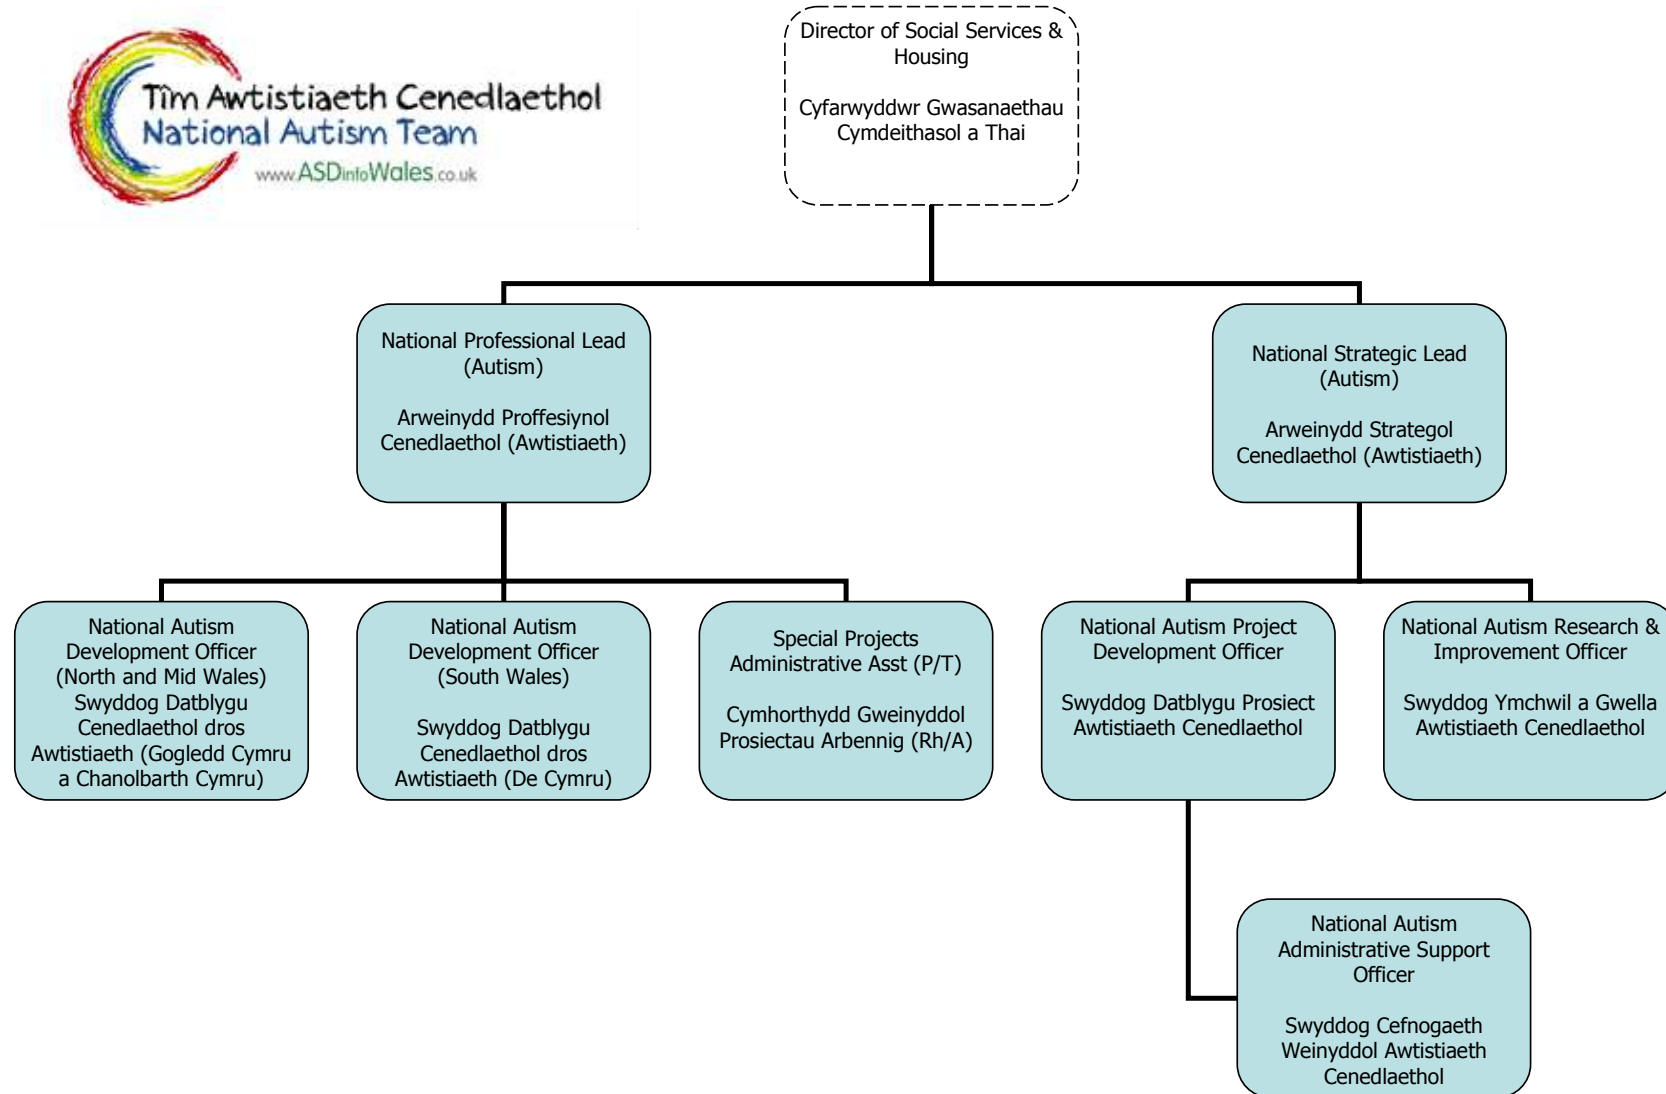 Tîm Awtistiaeth Cenedlaethol
National Autism Team
www.ASDinfoWales.co.uk
Director of Social Services &
Housing
Cyfarwyddwr Gwasanaethau
Cymdeithasol a Thai
National Professional Lead
(Autism)
Arweinydd Proffesiynol
Cenedlaethol (Awtistiaeth)
National Strategic Lead
(Autism)
Arweinydd Strategol
Cenedlaethol (Awtistiaeth)
National Autism
Development Officer
(North and Mid Wales)
Swyddog Datblygu
Cenedlaethol dros
Awtistiaeth (Gogledd Cymru
a Chanolbarth Cymru)
National Autism
Development Officer
(South Wales)
Swyddog Datblygu
Cenedlaethol dros
Awtistiaeth (De Cymru)
Special Projects
Administrative Asst (P/T)
Cymhorthydd Gweinyddol
Prosiectau Arbennig (Rh/A)
National Autism Project
Development Officer
Swyddog Datblygu Prosiect
Awtistiaeth Cenedlaethol
National Autism Research &
Improvement Officer
Swyddog Ymchwil a Gwella
Awtistiaeth Cenedlaethol
National Autism
Administrative Support
Officer
Swyddog Cefnogaeth
Weinyddol Awtistiaeth
Cenedlaethol